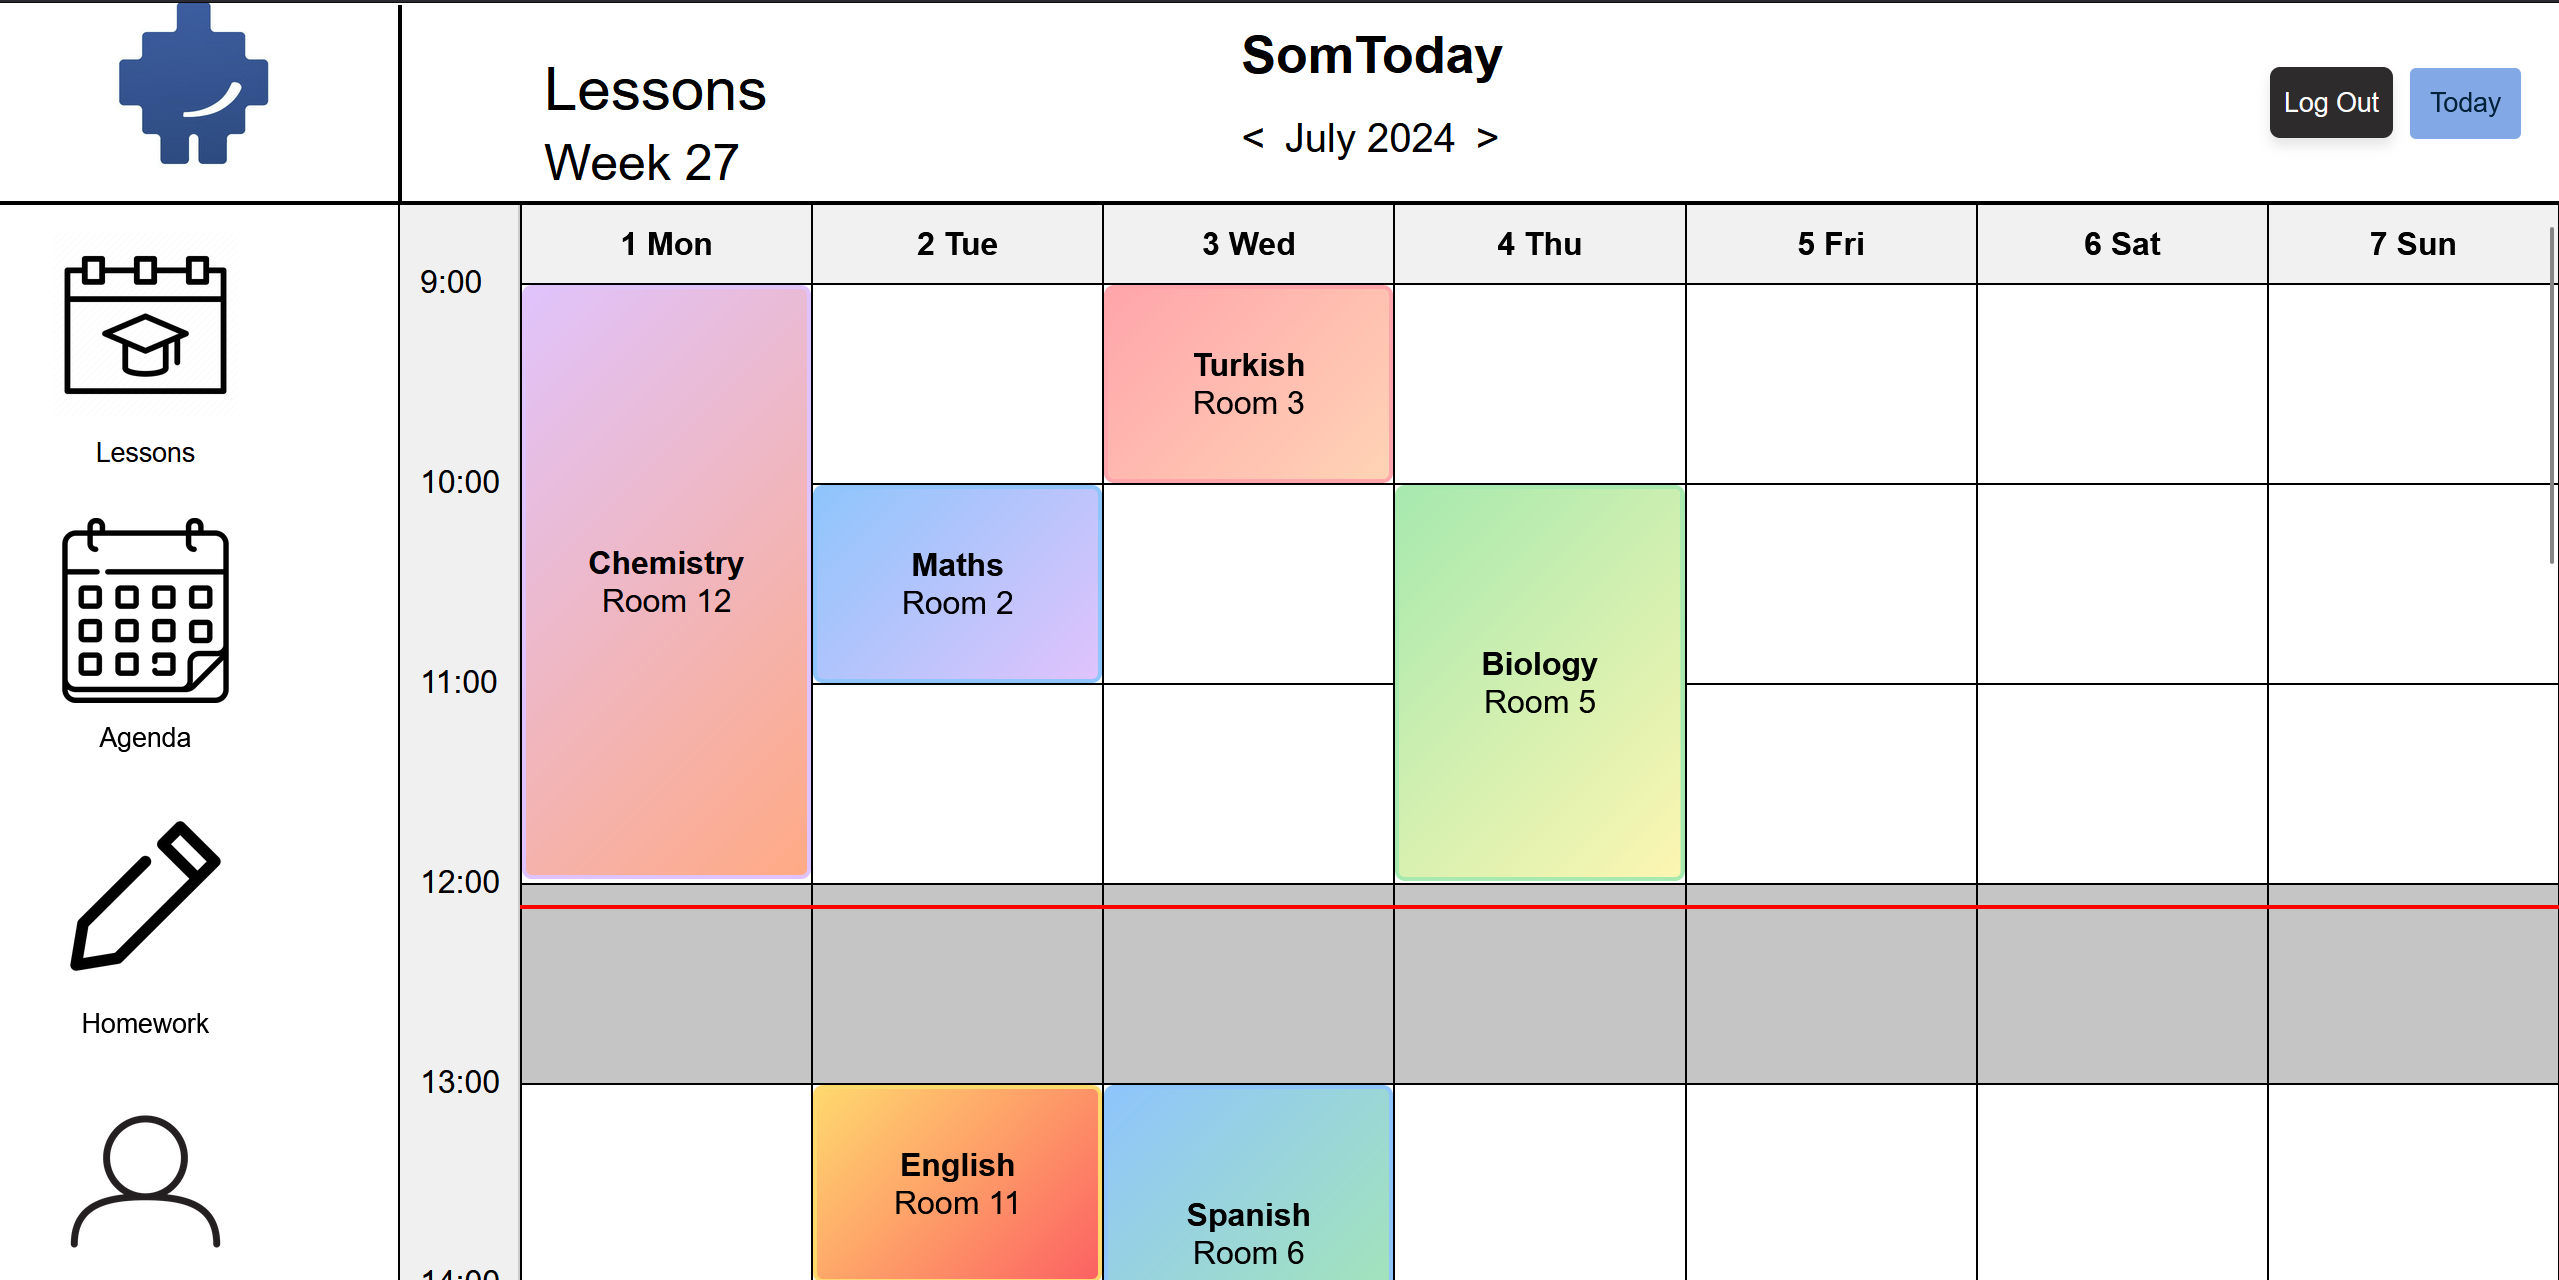 SomToday
Lessons
Week 27
< July 2024 >
Log Out
Today
1 Mon
2 Tue
3 Wed
4 Thu
5 Fri
6 Sat
7 Sun
Lessons
Agenda
Homework
9:00
10:00
11:00
12:00
13:00
14:00
Chemistry
Room 12
Maths
Room 2
English
Room 11
Turkish
Room 3
Spanish
Room 6
Biology
Room 5